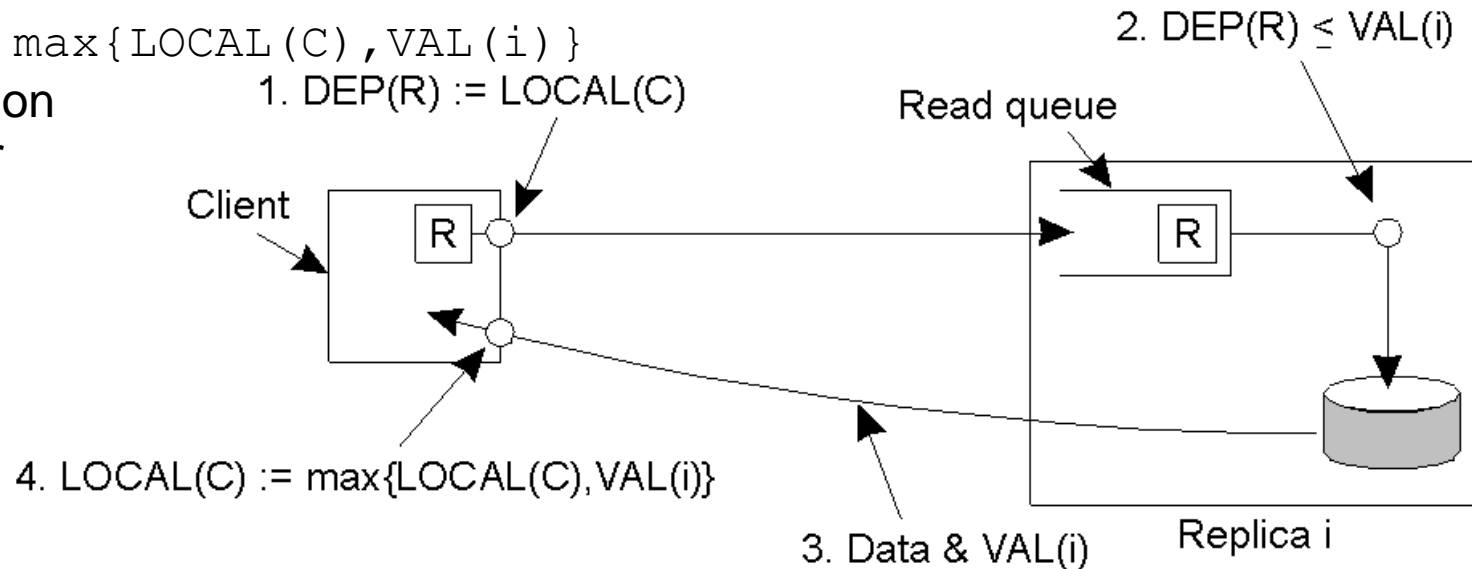 max{LOCAL(C),VAL(i)}
on
1. DEP(R) := LOCAL(C)
2. DEP(R) ≤ VAL(i)
Read queue
Client
R
R
4. LOCAL(C) := max{LOCAL(C),VAL(i)}
3. Data & VAL(i)
Replica i